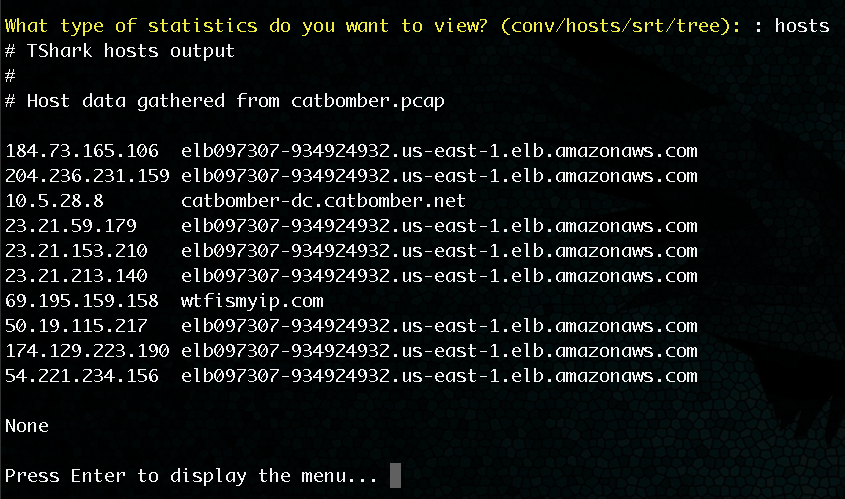 What type of statistics do you want to view? (conv/hosts/srt/tree): : hosts
# TShark hosts output
#
# Host data gathered from catbomber.pcap
184.73.165.106 elb097307-934924932.us-east-1.elb.amazonaws.com
204.236.231.159 elb097307-934924932.us-east-1.elb.amazonaws.com
10.5.28.8 catbomber-dc.catbomber.net
23.21.59.179 elb097307-934924932.us-east-1.elb.amazonaws.com
23.21.153.210 elb097307-934924932.us-east-1.elb.amazonaws.com
23.21.213.140 elb097307-934924932.us-east-1.elb.amazonaws.com
69.195.159.158 wtfismyip.com
50.19.115.217 elb097307-934924932.us-east-1.elb.amazonaws.com
174.129.223.190 elb097307-934924932.us-east-1.elb.amazonaws.com
54.221.234.156 elb097307-934924932.us-east-1.elb.amazonaws.com
None
Press Enter to display the menu...